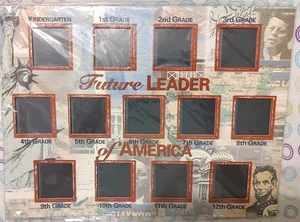 KINDERGARTEN 1st GRADE 2nd GRADE 3rd GRADE
Future LEADER
4th GRADE 5th GRADE 6th GRADE 7th GRADE 8th GRADE
of AMERICA
9th GRADE 10th GRADE 11th GRADE 12th GRADE